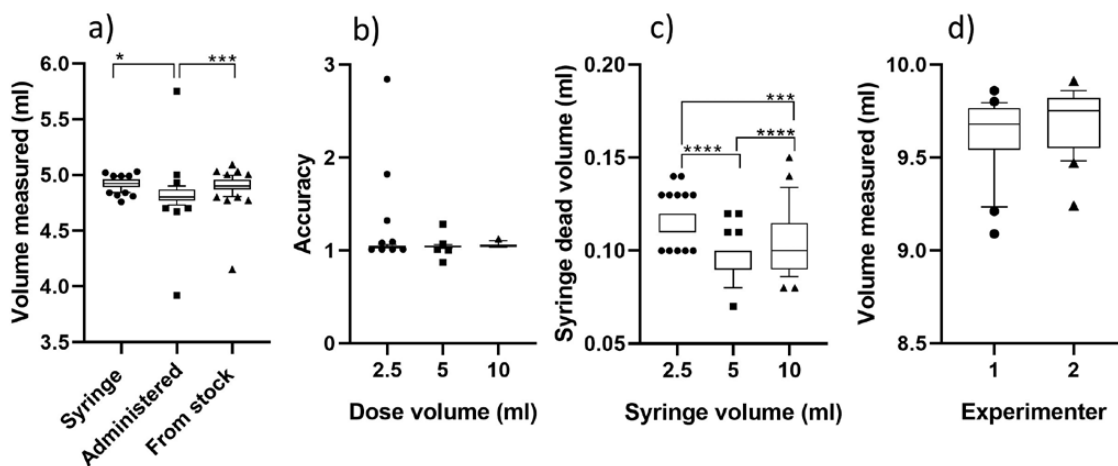 a)
Volume measured (ml)
6.0
5.5
5.0
4.5
4.0
3.5
*
***
Syringe
Administered
From stock
b)
Accuracy
3
2
1
0
2.5 5 10
Dose volume (ml)
c)
Syringe dead volume (ml)
0.20
0.15
0.10
0.05
***
****
****
2.5 5 10
Syringe volume (ml)
d)
Volume measured (ml)
10.0
9.5
9.0
8.5
1 2
Experimenter